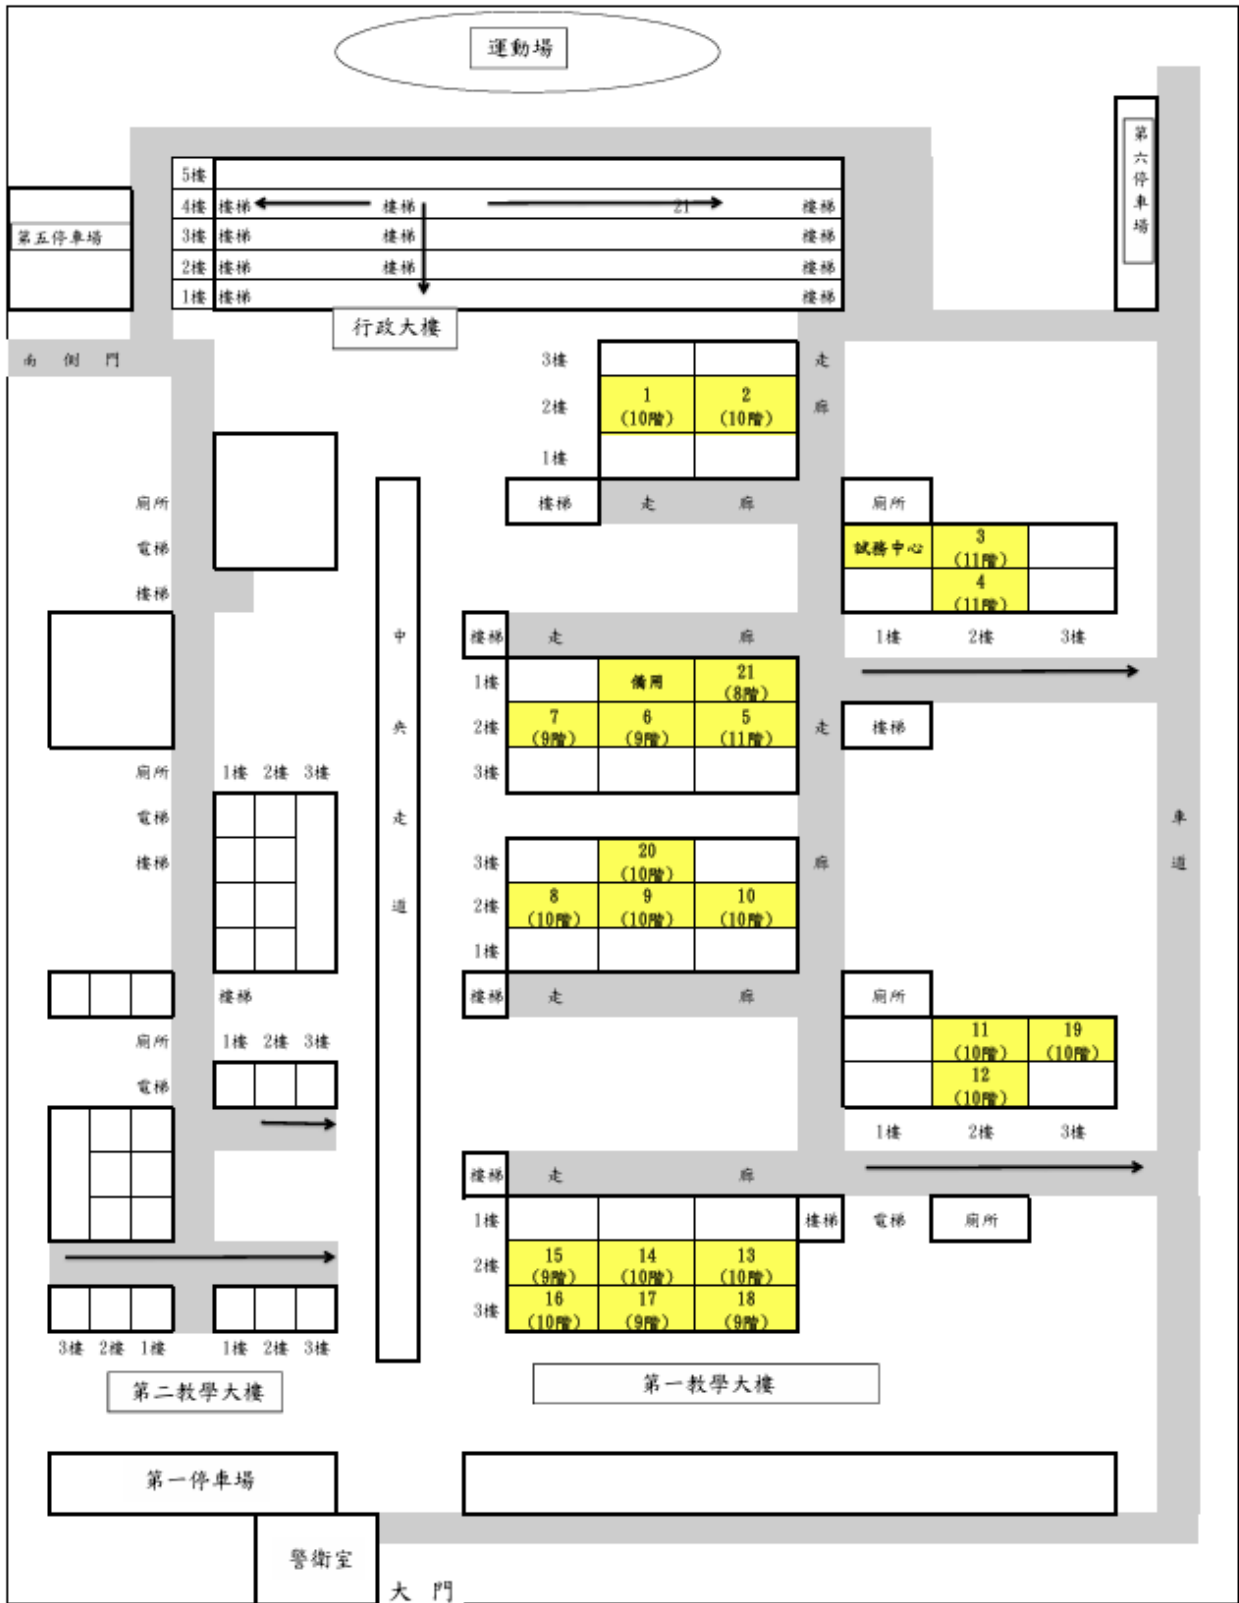 運動場
第六停車場
5樓
4樓 樓梯 樓梯 21 樓梯
第五停車場
3樓 樓梯 樓梯 樓梯
2樓 樓梯 樓梯 樓梯
1樓 樓梯 樓梯
行政大樓
南 側 門
3樓 走
2樓 1 2 廊
(10階) (10階)
1樓
廁所 樓梯 走 廊 廁所
電梯 試務中心 3
(11階)
樓梯 4
(11階)
中 樓梯 走 廊 1樓 2樓 3樓
1樓 備用 21
(8階)
央 2樓 7 6 5 走 樓梯
(9階) (9階) (11階)
廁所 1樓 2樓 3樓 3樓
電梯 走 車
樓梯 3樓 20 廊 道
(10階)
道 2樓 8 9 10
(10階) (10階) (10階)
1樓
樓梯 樓梯 走 廊 廁所
廁所 1樓 2樓 3樓 11 19
(10階) (10階)
電梯 12
(10階)
1樓 2樓 3樓
樓梯 走 廊
1樓 樓梯 電梯 廁所
2樓 15 14 13
(9階) (10階) (10階)
3樓 16 17 18
(10階) (9階) (9階)
3樓 2樓 1樓 1樓 2樓 3樓
第二教學大樓 第一教學大樓
第一停車場
警衛室
大 門